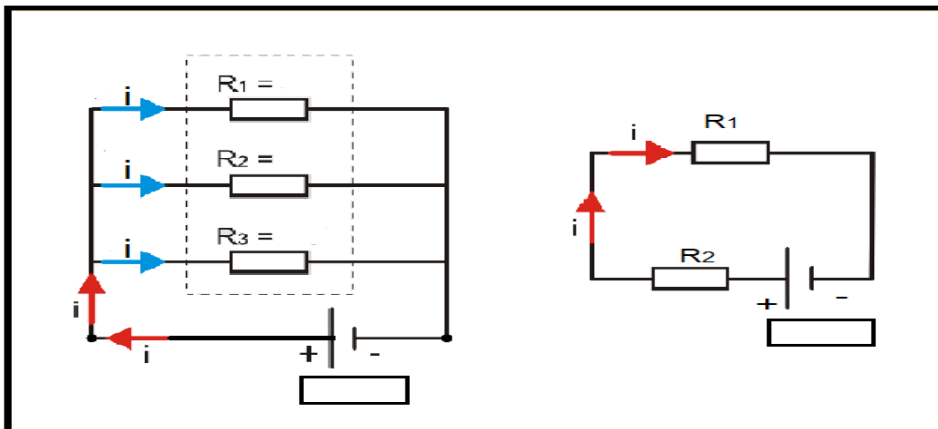 i R1 =
i R2 =
i R3 =
i
i + -
i R1
i
R2
+ -